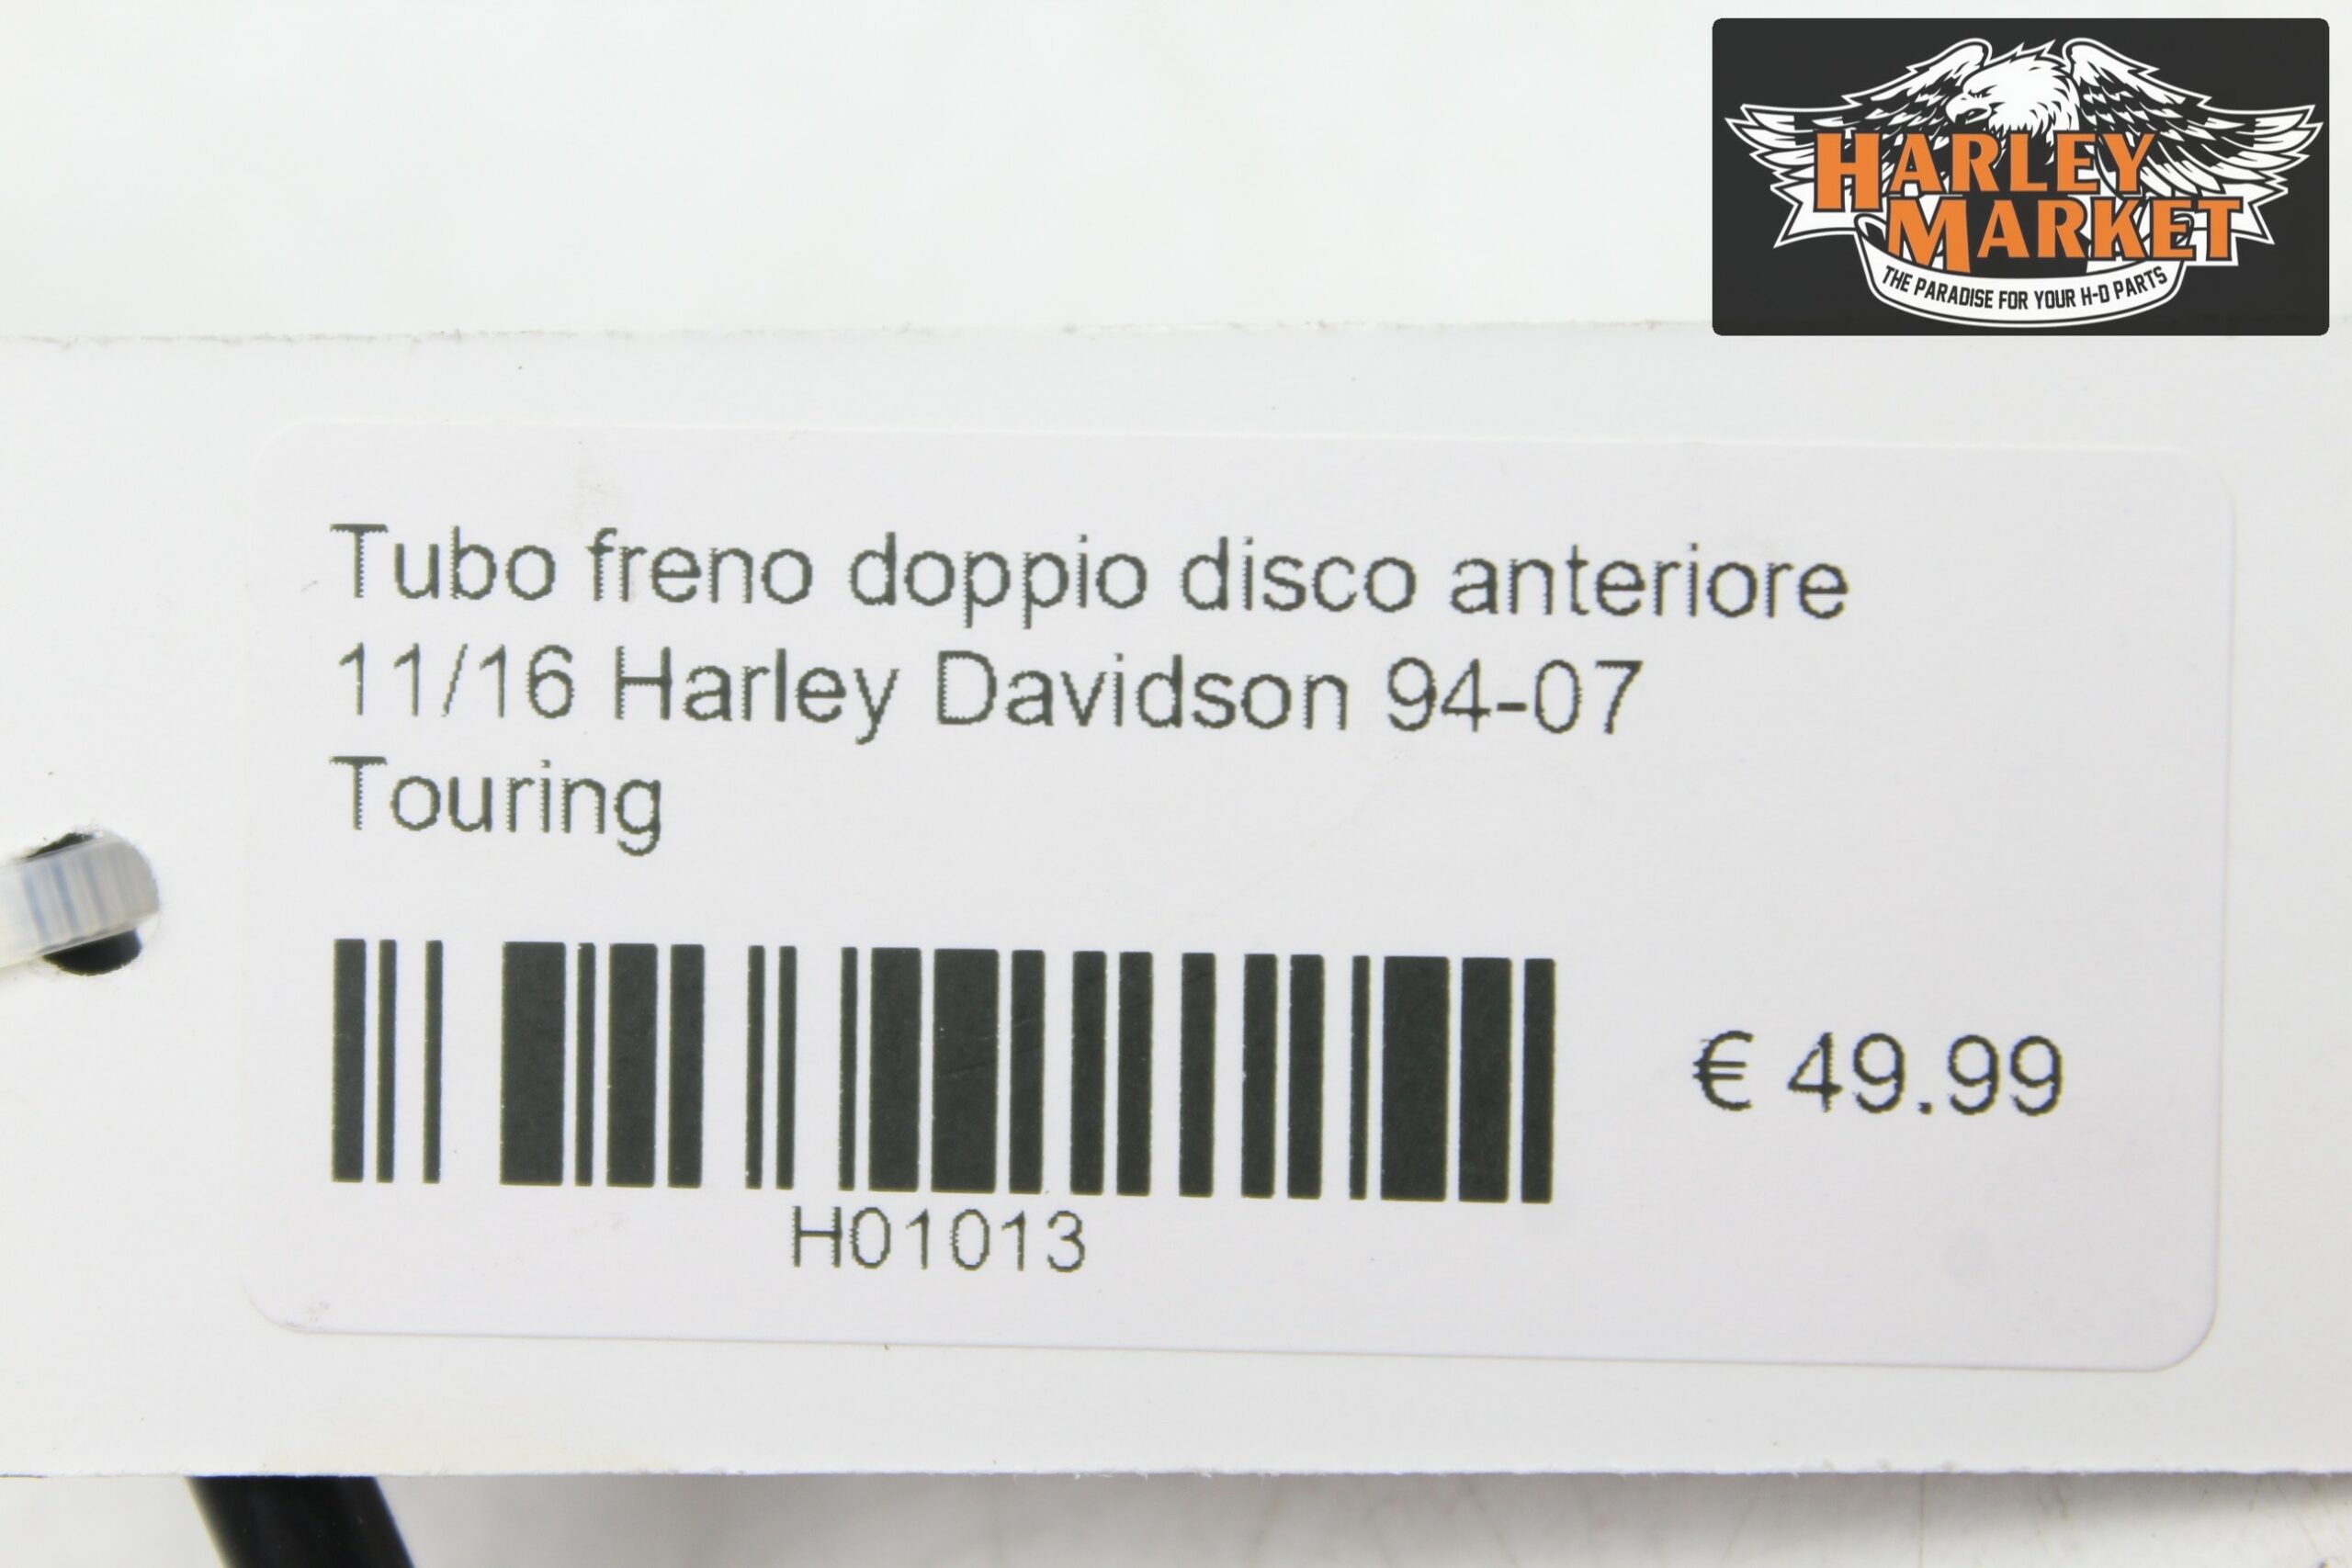 HARLEY
MARKET
THE PARADISE FOR YOUR H-D PARTS
Tubo freno doppio disco anteriore
11/16 Harley Davidson 94-07
Touring
€ 49.99
H01013